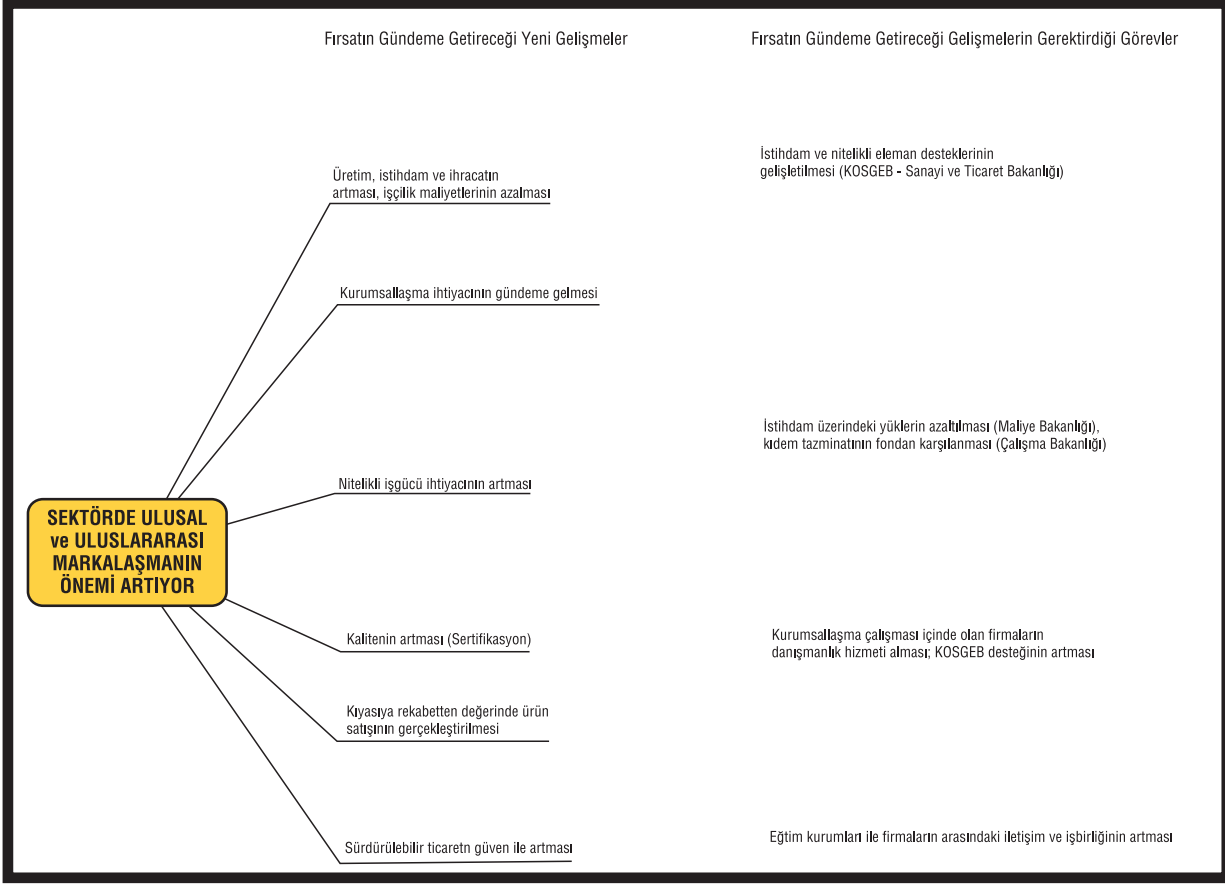 Fırsatın Gündeme Getireceği Yeni Gelişmeler
Fırsatın Gündeme Getireceği Gelişmelerin Gerektirdiği Görevler
Üretim, istihdam ve ihracatın
artması, işçilik maliyetlerinin azalması
Kurumsallaşma ihtiyacının gündeme gelmesi
Nitelikli işgücü ihtiyacının artması
SEKTÖRDE ULUSAL
ve ULUSLARARASI
MARKALAŞMANIN
ÖNEMİ ARTIYOR
Kalitenin artması (Sertifikasyon)
Kıyasıya rekabetten değerinde ürün
satışının gerçekleştirilmesi
Sürdürülebilir ticaretn güven ile artması
İstihdam ve nitelikli eleman desteklerinin
gelişletilmesi (KOSGEB - Sanayi ve Ticaret Bakanlığı)
İstihdam üzerindeki yüklerin azaltılması (Maliye Bakanlığı),
kıdem tazminatının fondan karşılanması (Çalışma Bakanlığı)
Kurumsallaşma çalışması içinde olan firmaların
danışmanlık hizmeti alması; KOSGEB desteğinin artması
Eğtim kurumları ile firmaların arasındaki iletişim ve işbirliğinin artması